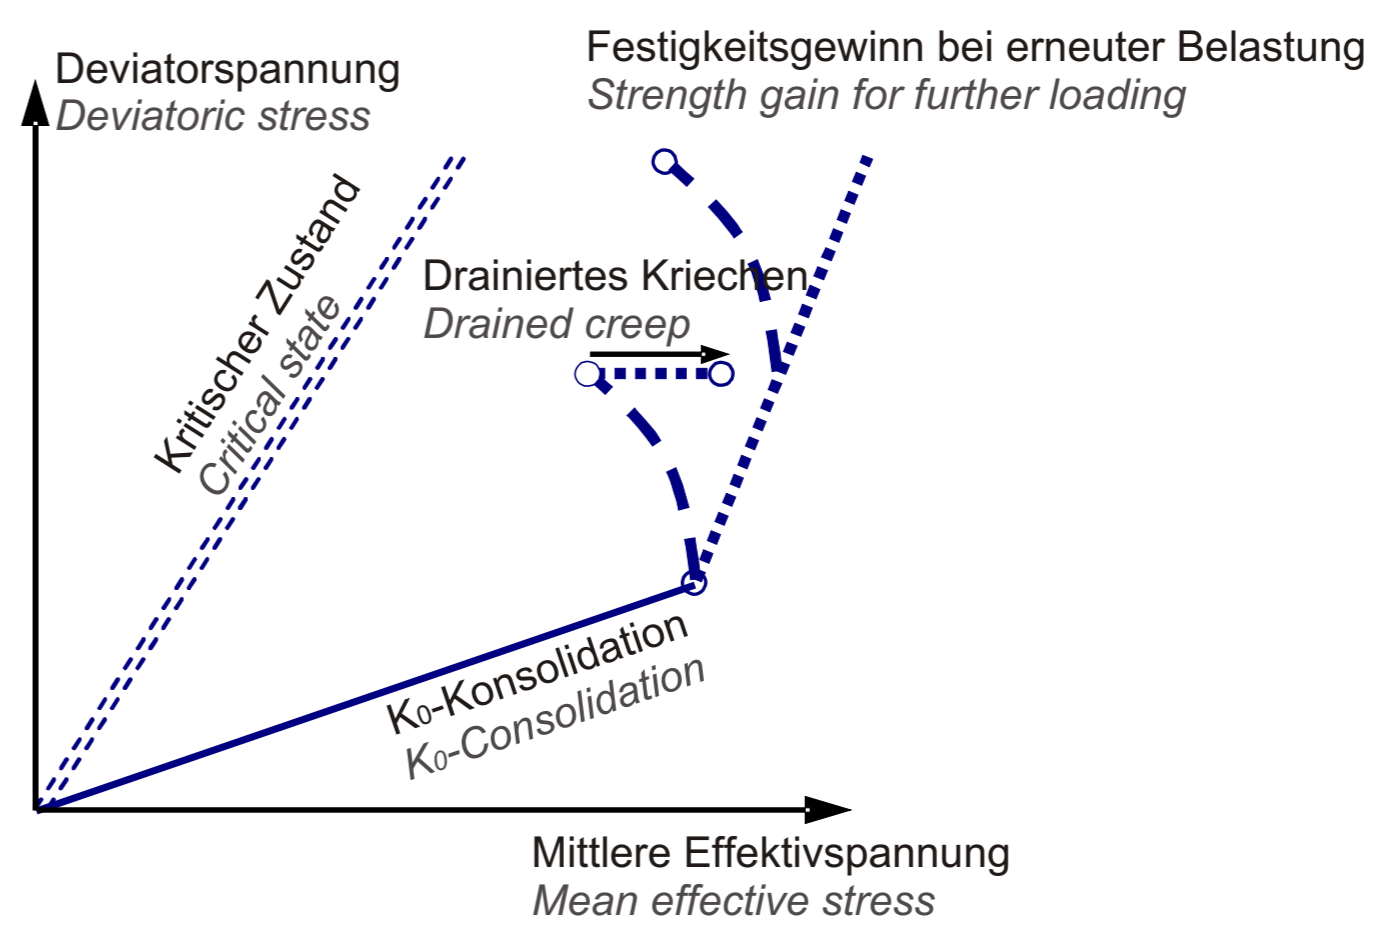 Deviatorspannung
Deviatoric stress
Festigkeitsgewinn bei erneuter Belastung
Strength gain for further loading
Kritischer Zustand
Critical state
Drainiertes Kriechen
Drained creep
K0-Konsolidation
K0-Consolidation
Mittlere Effektivspannung
Mean effective stress